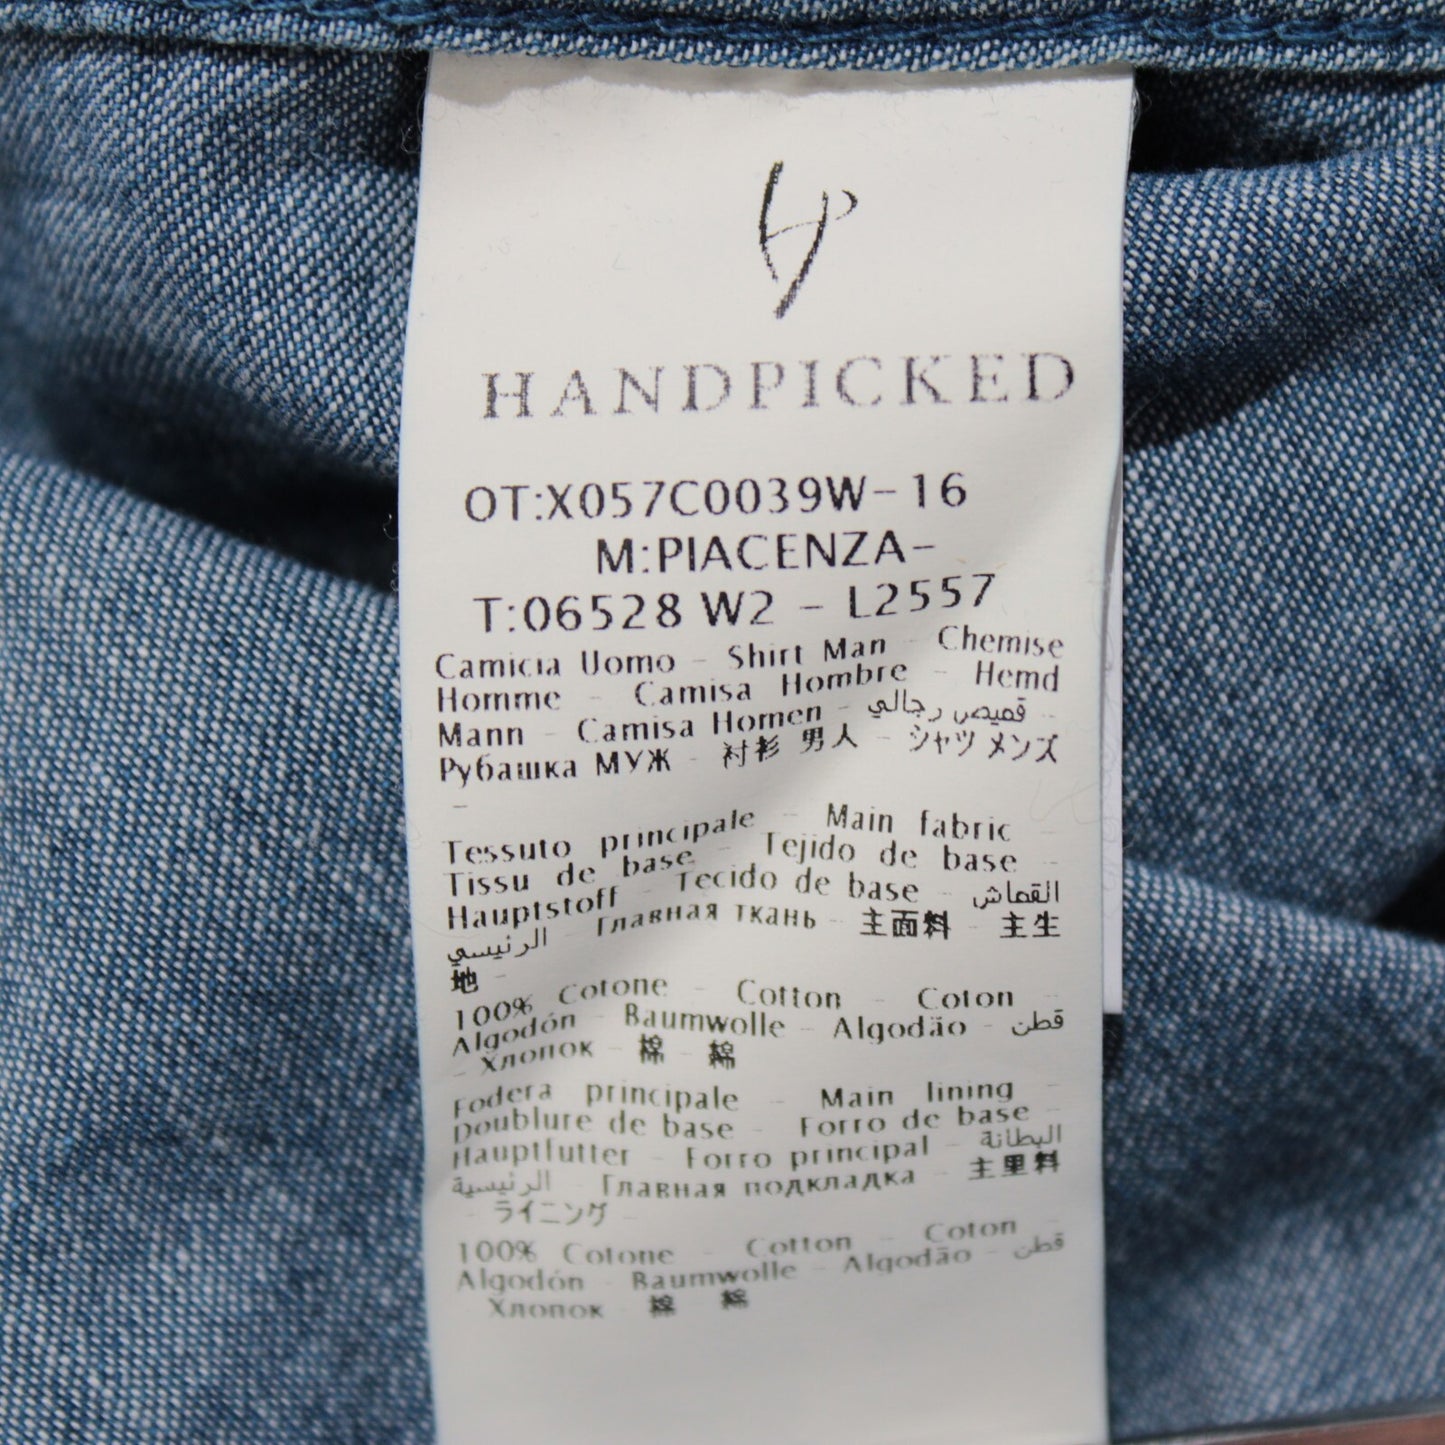 HANDPICKED
OT:X057C0039W-16
M:PIACENZA-
T:06528 W2 - L2557
Camicia Uomo - Shirt Man - Chemise
Homme - Camisa Hombre - Hemd
Mann - Camisa Homen - قميص رجالي -
Рубашка МУЖ - 衬衫 男人 - シャツ メンズ
-
Tessuto principale - Main fabric -
Tissu de base - Tejido de base -
Hauptstoff - Tecido de base - القماش
الرئيسي - Главная ткань - 主面料 - 主生
地 -
100% Cotone - Cotton - Coton -
Algodón - Baumwolle - Algodão - قطن
- Хлопок - 棉 - 綿
Fodera principale - Main lining -
Doublure de base - Forro de base -
Hauptfutter - Forro principal - البطانة
الرئيسية - Главная подкладка - 主里料
- ライニング -
100% Cotone - Cotton - Coton -
Algodón - Baumwolle - Algodão - قطن
Хлопок - 棉 綿